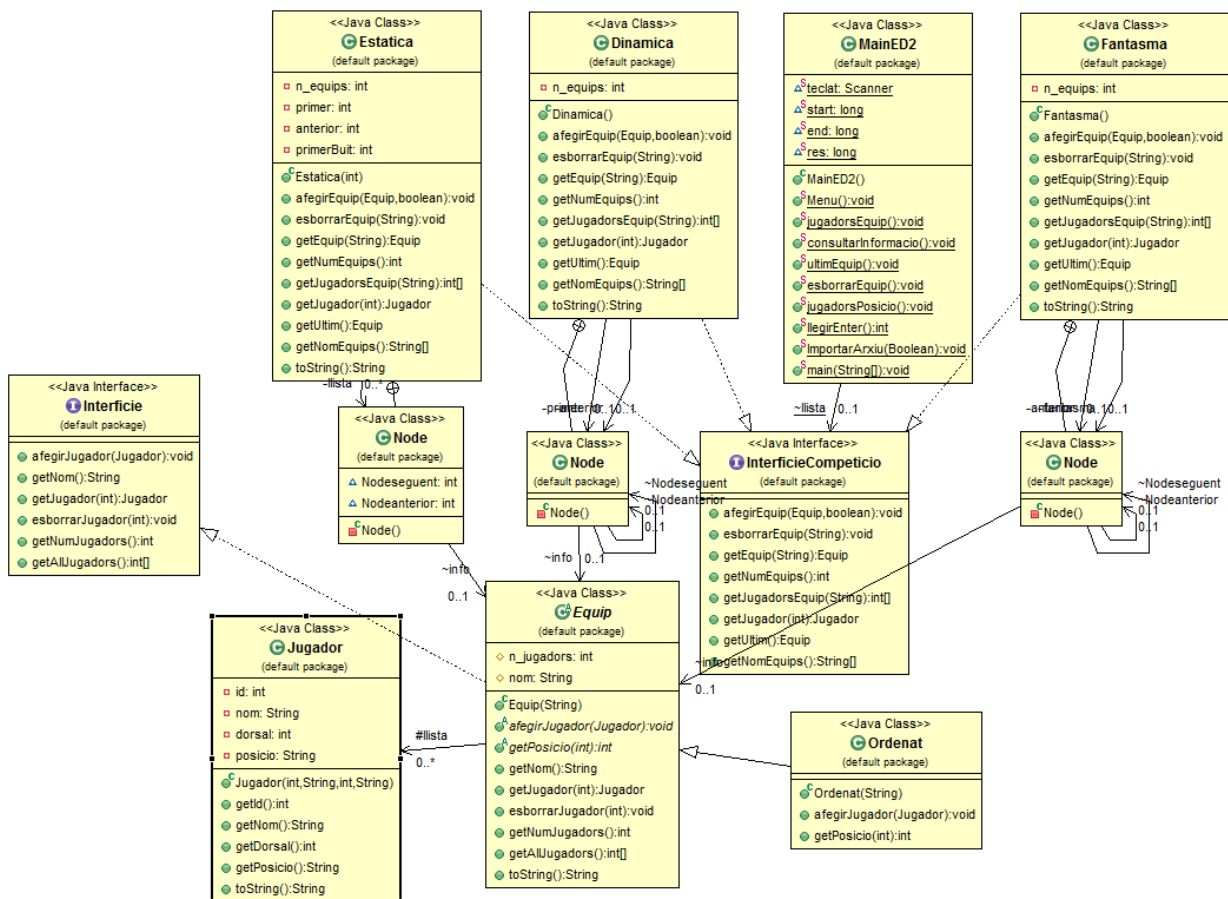 <<Java Class>>
Estatica
(default package)
n_equips: int
primer: int
anterior: int
primerBuit: int
Estatica(int)
afegirEquip(Equip,boolean):void
esborrarEquip(String):void
getEquip(String):Equip
getNumEquips():int
getJugadorsEquip(String):int[]
getJugador(int):Jugador
getUltim():Equip
getNomEquips():String[]
toString():String
<<Java Class>>
Dinamica
(default package)
n_equips: int
Dinamica()
afegirEquip(Equip,boolean):void
esborrarEquip(String):void
getEquip(String):Equip
getNumEquips():int
getJugadorsEquip(String):int[]
getJugador(int):Jugador
getUltim():Equip
getNomEquips():String[]
toString():String
<<Java Class>>
MainED2
(default package)
teclat: Scanner
start: long
end: long
res: long
MainED2()
Menu():void
jugadorsEquip():void
consultarInformacio():void
ultimEquip():void
esborrarEquip():void
jugadorsPosicio():void
llegirEnter():int
ImportarArxiu(Boolean):void
main(String[]):void
<<Java Class>>
Fantasma
(default package)
n_equips: int
Fantasma()
afegirEquip(Equip,boolean):void
esborrarEquip(String):void
getEquip(String):Equip
getNumEquips():int
getJugadorsEquip(String):int[]
getJugador(int):Jugador
getUltim():Equip
getNomEquips():String[]
toString():String
~llista 0..*
~llista 0..1
<<Java Interface>>
Interficie
(default package)
afegirJugador(Jugador):void
getNom():String
getJugador(int):Jugador
esborrarJugador(int):void
getNumJugadors():int
getAllJugadors():int[]
<<Java Class>>
Node
(default package)
Nodeseguent: int
Nodeanterior: int
Node()
<<Java Class>>
Node
(default package)
Node()
~Nodeseguent
Nodeanterior
0..1
0..1
<<Java Interface>>
InterficieCompeticio
(default package)
afegirEquip(Equip,boolean):void
esborrarEquip(String):void
getEquip(String):Equip
getNumEquips():int
getJugadorsEquip(String):int[]
getJugador(int):Jugador
getUltim():Equip
getNomEquips():String[]
<<Java Class>>
Node
(default package)
Node()
~Nodeseguent
Nodeanterior
0..1
0..1
~info
0..1
~info 0..1
~info
0..1
<<Java Class>>
Jugador
(default package)
id: int
nom: String
dorsal: int
posicio: String
Jugador(int,String,int,String)
getId():int
getNom():String
getDorsal():int
getPosicio():String
toString():String
#llista
0..*
<<Java Class>>
Equip
(default package)
n_jugadors: int
nom: String
Equip(String)
afegirJugador(Jugador):void
getPosicio(int):int
getNom():String
getJugador(int):Jugador
esborrarJugador(int):void
getNumJugadors():int
getAllJugadors():int[]
toString():String
<<Java Class>>
Ordenat
(default package)
Ordenat(String)
afegirJugador(Jugador):void
getPosicio(int):int